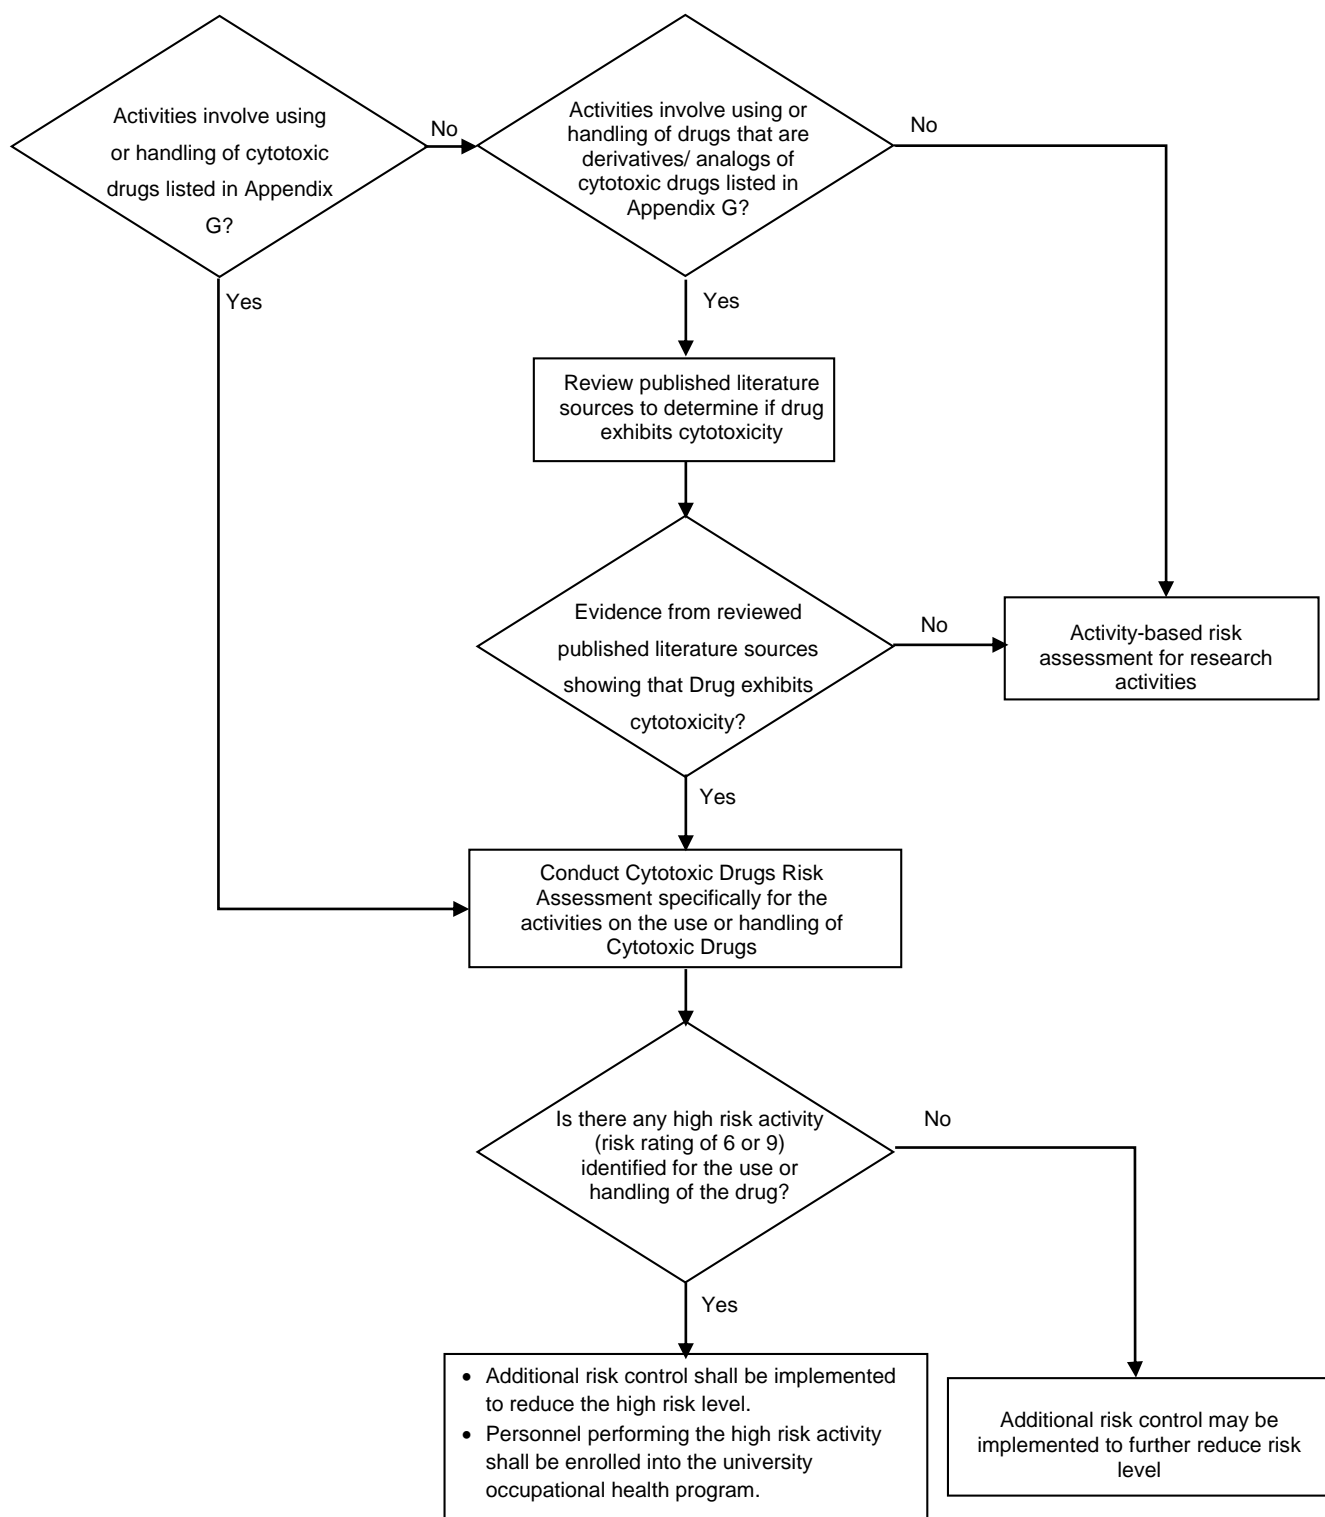 Activities involve using
or handling of cytotoxic
drugs listed in Appendix
G?
No
Activities involve using or
handling of drugs that are
derivatives/ analogs of
cytotoxic drugs listed in
Appendix G?
No
Yes
Yes
Review published literature
sources to determine if drug
exhibits cytotoxicity
Evidence from reviewed
published literature sources
showing that Drug exhibits
cytotoxicity?
No
Activity-based risk
assessment for research
activities
Yes
Conduct Cytotoxic Drugs Risk
Assessment specifically for the
activities on the use or handling of
Cytotoxic Drugs
Is there any high risk activity
(risk rating of 6 or 9)
identified for the use or
handling of the drug?
No
Yes
• Additional risk control shall be implemented
to reduce the high risk level.
• Personnel performing the high risk activity
shall be enrolled into the university
occupational health program.
Additional risk control may be
implemented to further reduce risk
level